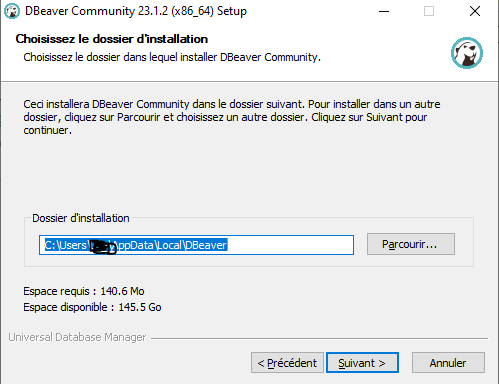 DBeaver Community 23.1.2 (x86_64) Setup
Choisissez le dossier d'installation
Choisissez le dossier dans lequel installer DBeaver Community.
Ceci installera DBeaver Community dans le dossier suivant. Pour installer dans un autre
dossier, cliquez sur Parcourir et choisissez un autre dossier. Cliquez sur Suivant pour
continuer.
Dossier d'installation
C:\Users\ AppData\Local\DBeaver
Parcourir...
Espace requis : 140.6 Mo
Espace disponible : 145.5 Go
Universal Database Manager
< Précédent
Suivant >
Annuler